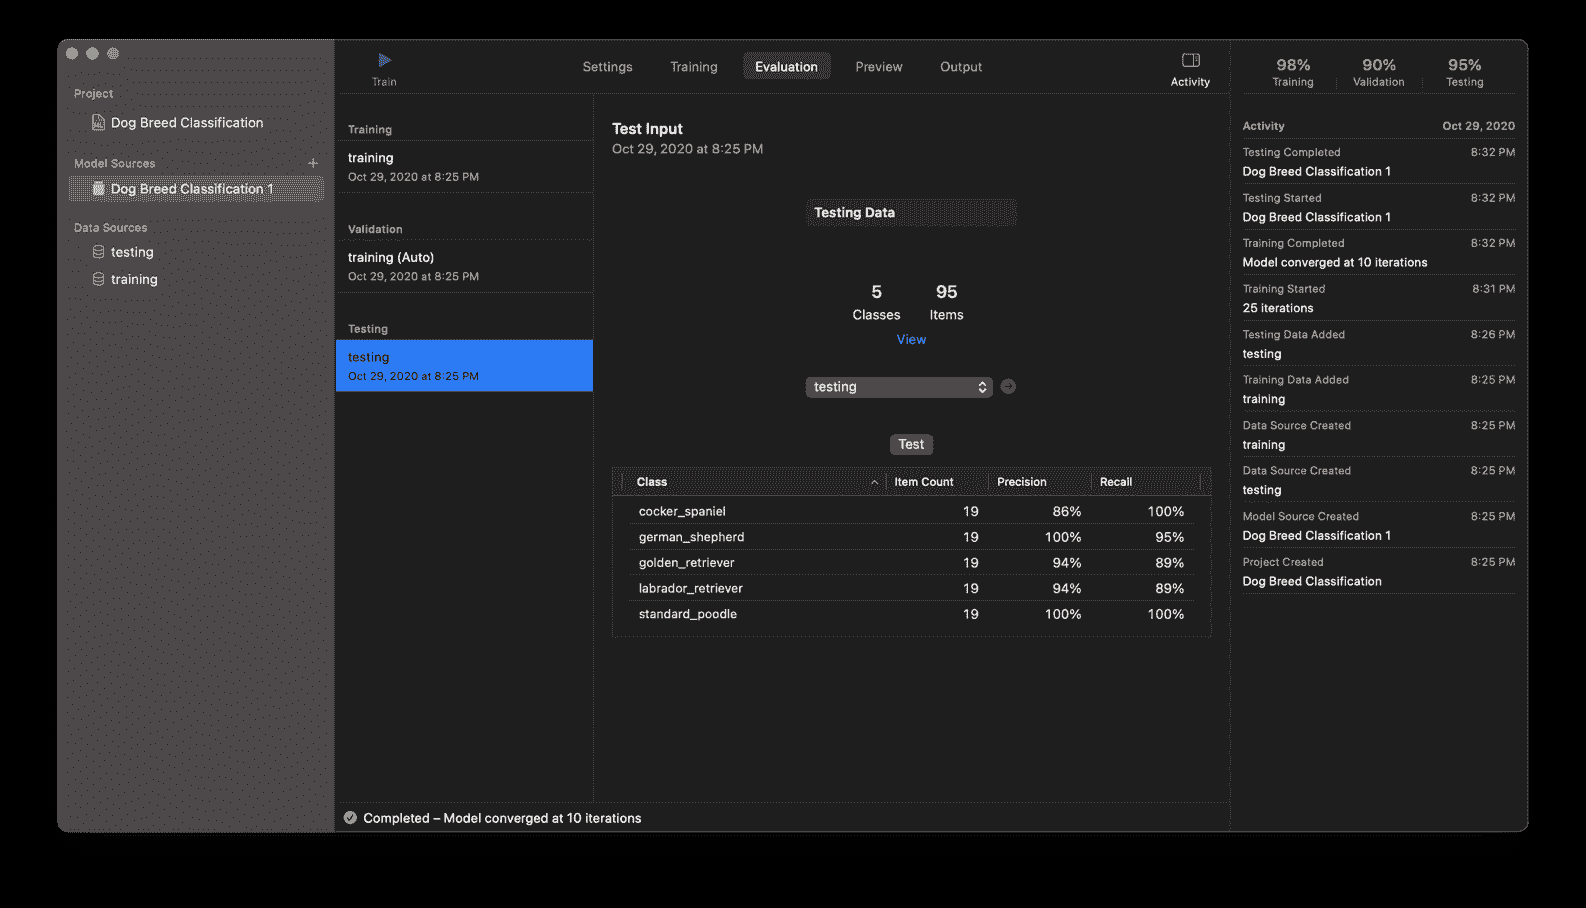 Project
Dog Breed Classification
Model Sources
Dog Breed Classification 1
Data Sources
testing
training
Train
Settings
Training
Evaluation
Preview
Output
Activity
Training
training
Oct 29, 2020 at 8:25 PM
Validation
training (Auto)
Oct 29, 2020 at 8:25 PM
Testing
testing
Oct 29, 2020 at 8:25 PM
Test Input
Oct 29, 2020 at 8:25 PM
Testing Data
5 95
Classes Items
View
testing
Test
Class Item Count Precision Recall
cocker_spaniel 19 86% 100%
german_shepherd 19 100% 95%
golden_retriever 19 94% 89%
labrador_retriever 19 94% 89%
standard_poodle 19 100% 100%
Completed – Model converged at 10 iterations
98% 90% 95%
Training Validation Testing
Activity Oct 29, 2020
Testing Completed 8:32 PM
Dog Breed Classification 1
Testing Started 8:32 PM
Dog Breed Classification 1
Training Completed 8:32 PM
Model converged at 10 iterations
Training Started 8:31 PM
25 iterations
Testing Data Added 8:26 PM
testing
Training Data Added 8:25 PM
training
Data Source Created 8:25 PM
training
Data Source Created 8:25 PM
testing
Model Source Created 8:25 PM
Dog Breed Classification 1
Project Created 8:25 PM
Dog Breed Classification